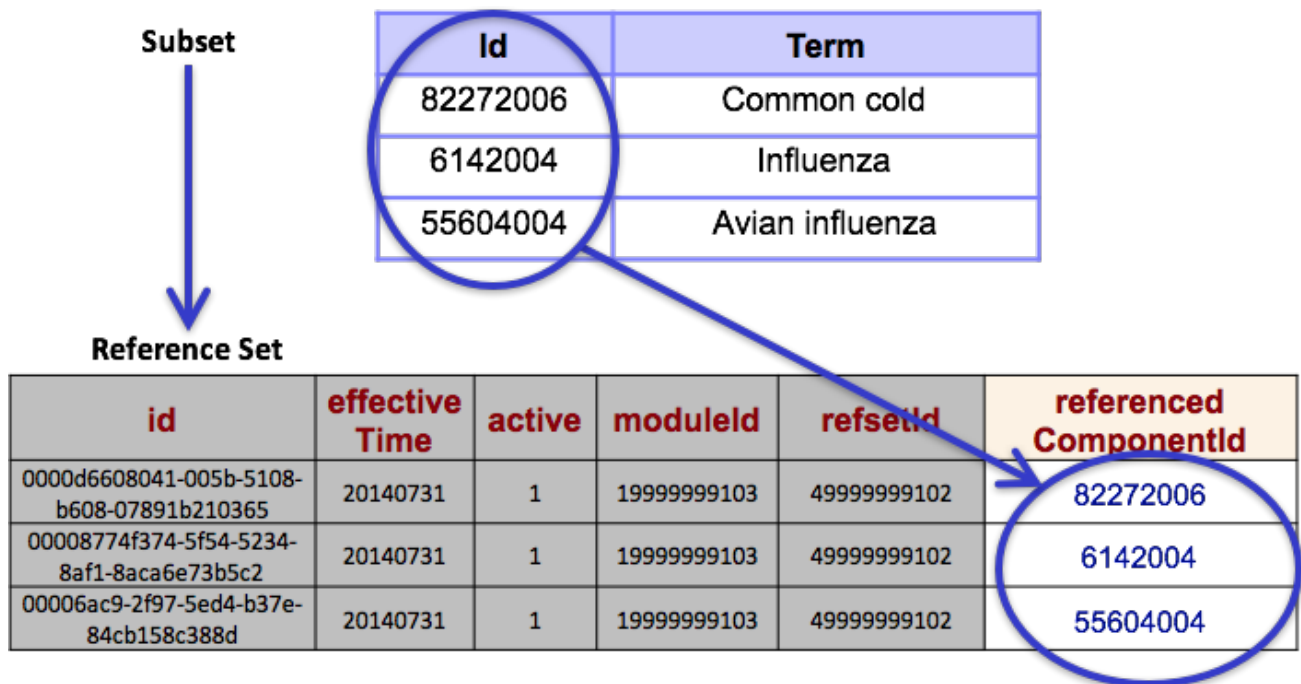 Subset
Id Term
82272006 Common cold
6142004 Influenza
55604004 Avian influenza
Reference Set
id effective Time active moduleId refsetId referenced ComponentId
0000d6608041-005b-5108-
b608-07891b210365 20140731 1 19999999103 49999999102 82272006
00008774f374-5f54-5234-
8af1-8aca6e73b5c2 20140731 1 19999999103 49999999102 6142004
00006ac9-2f97-5ed4-b37e-
84cb158c388d 20140731 1 19999999103 49999999102 55604004